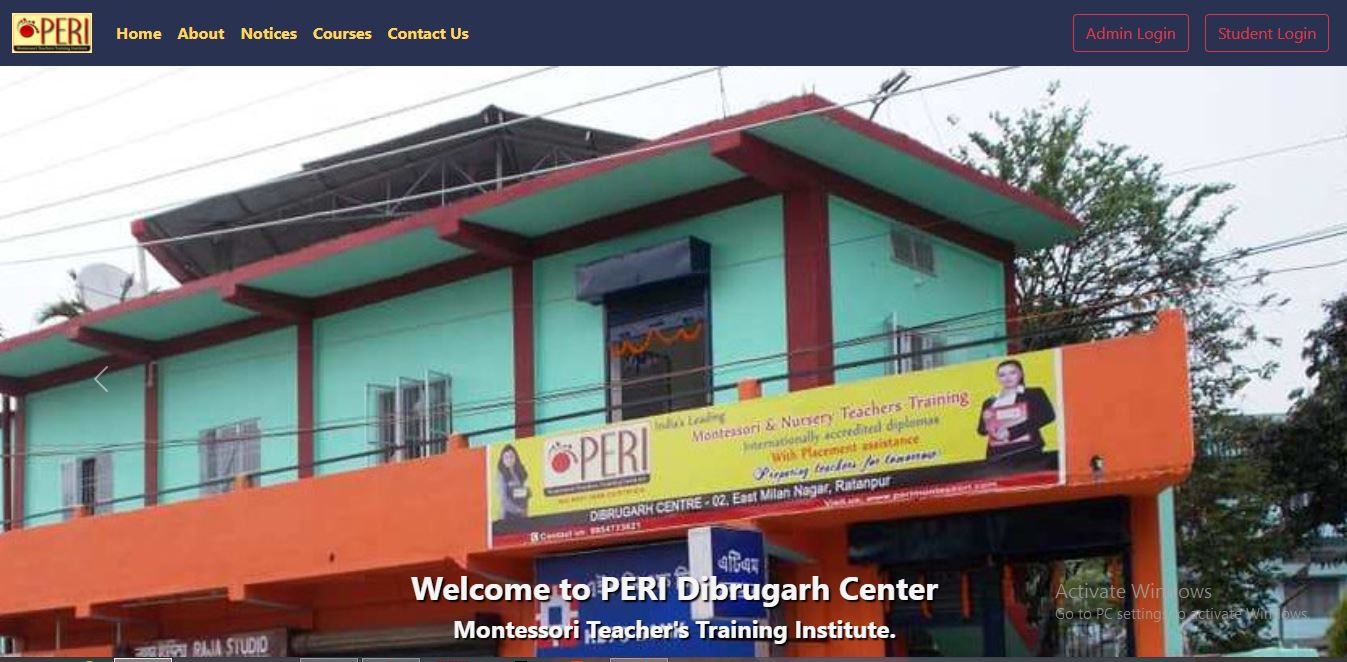 PERI
Montessori Teachers Training Institute
Home About Notices Courses Contact Us
Admin Login Student Login
India's Leading
Montessori & Nursery Teachers Training
Internationally accredited diplomas
With Placement assistance
Preparing teachers for tomorrow
PERI
DIBRUGARH CENTRE - 02, East Milan Nagar, Ratanpur
Contact us: 9854733821
Visit us: www.perimontessori.com
এটিএম
RAJA STUDIO
Welcome to PERI Dibrugarh Center
Montessori Teacher's Training Institute.
Activate Windows
Go to PC settings to activate Windows.